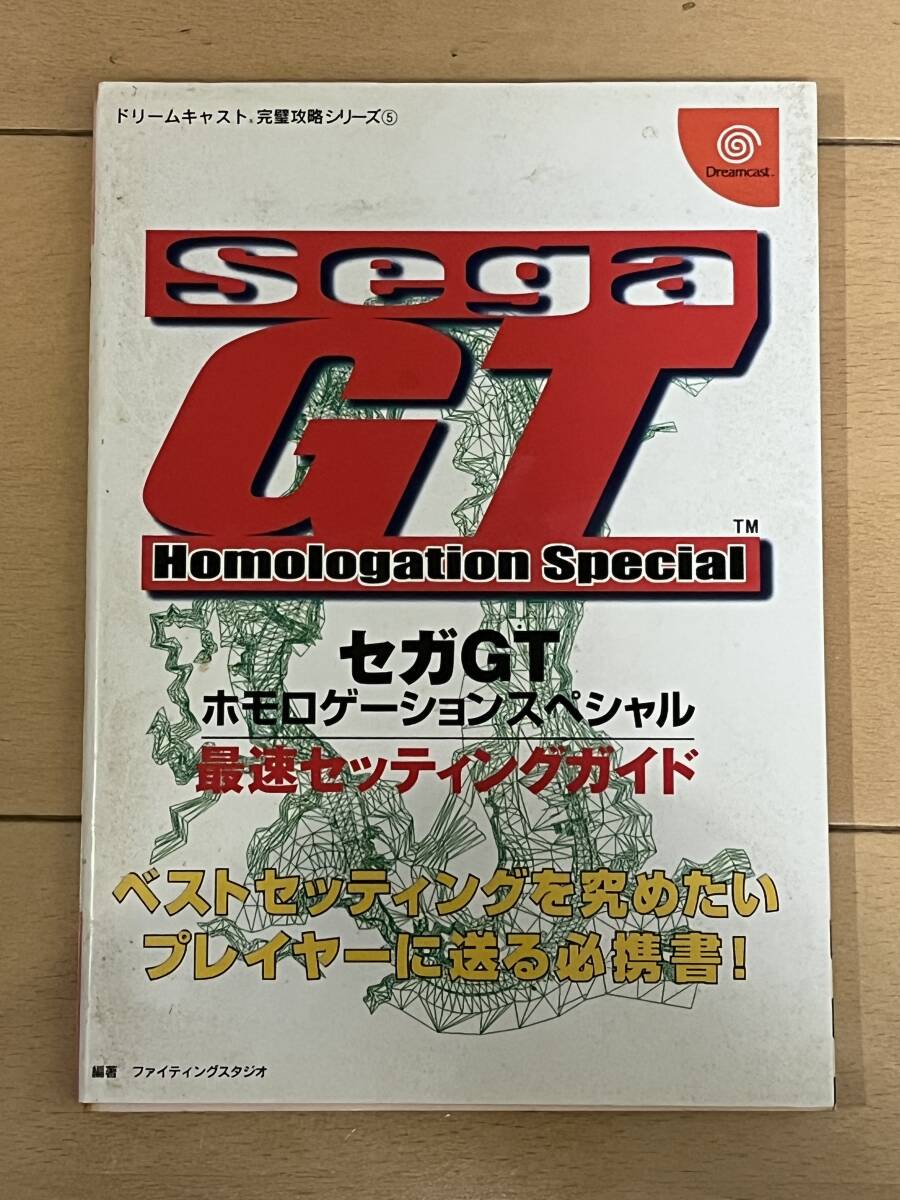 ドリームキャスト®完璧攻略シリーズ⑤
Dreamcast™
Sega
GT™
Homologation Special
セガGT
ホモロゲーションスペシャル
最速セッティングガイド
ベストセッティングを究めたい
プレイヤーに送る必携書!
編著 ファイティングスタジオ